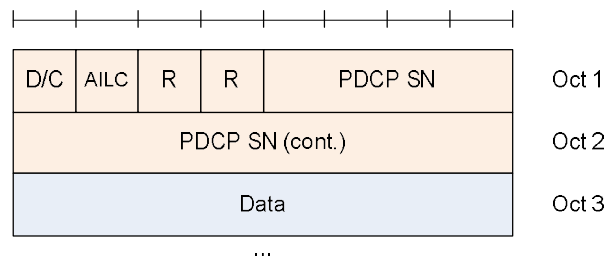 D/C AILC R R PDCP SN Oct 1
PDCP SN (cont.) Oct 2
Data Oct 3
...